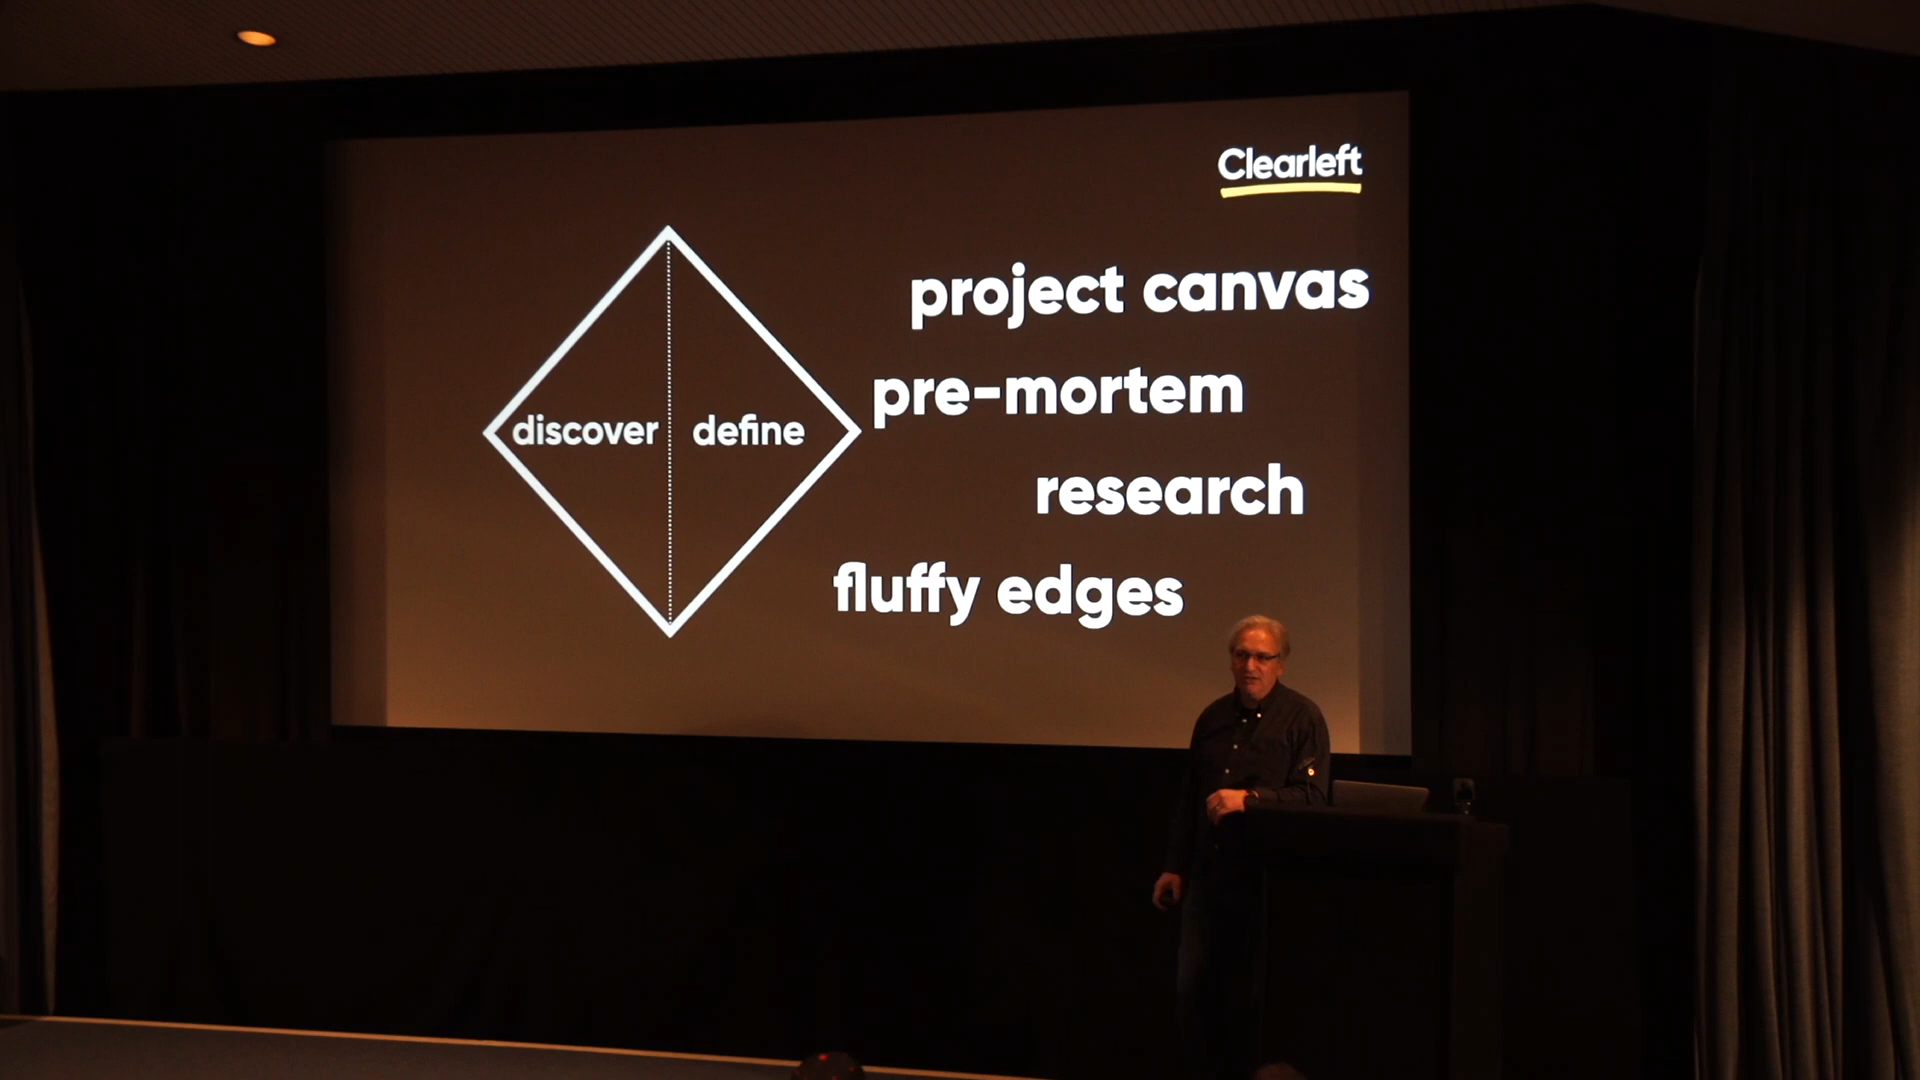 Clearleft
project canvas
pre-mortem
discover define
research
fluffy edges